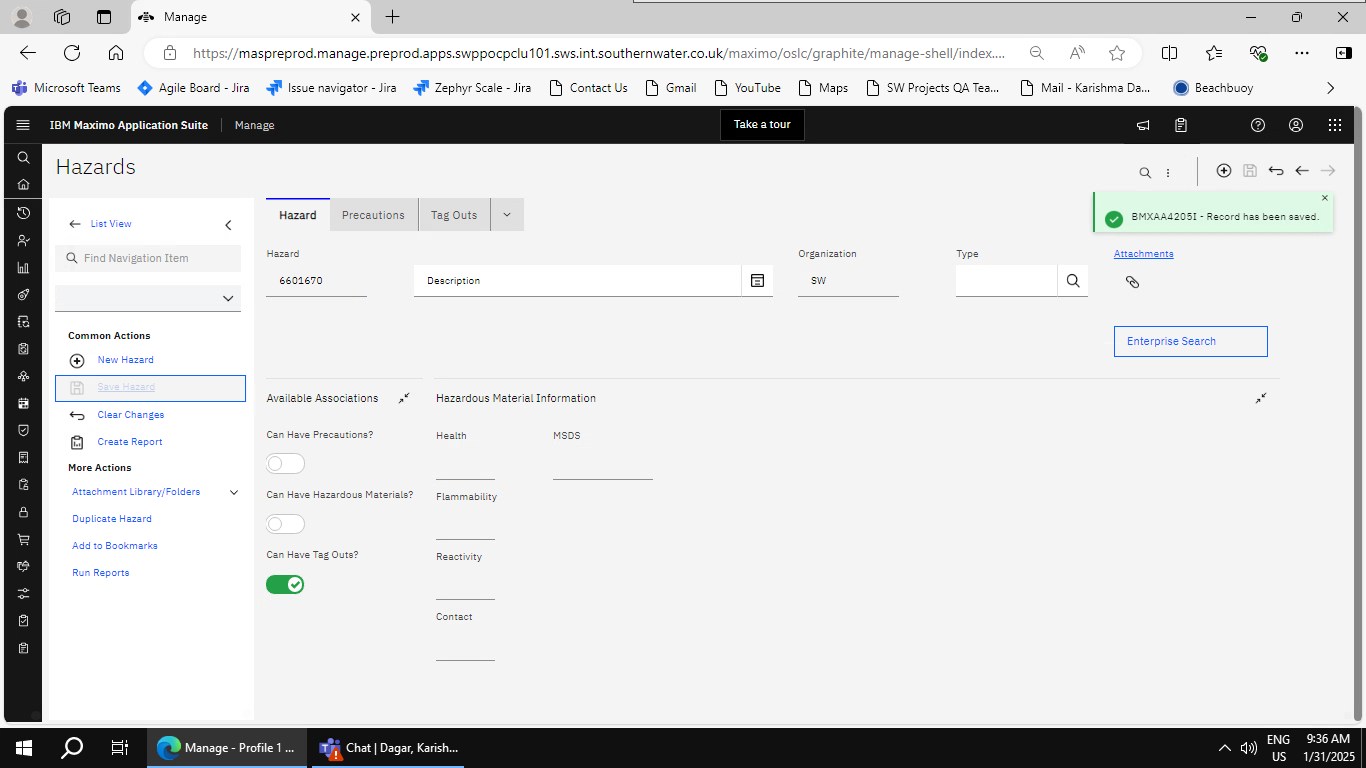 Manage
https://maspreprod.manage.preprod.apps.swppocpclu101.sws.int.southernwater.co.uk/maximo/oslc/graphite/manage-shell/index....
Microsoft Teams
Agile Board - Jira
Issue navigator - Jira
Zephyr Scale - Jira
Contact Us
Gmail
YouTube
Maps
SW Projects QA Tea...
Mail - Karishma Da...
Beachbuoy
IBM Maximo Application Suite
Manage
Take a tour
Hazards
BMXAA4205I - Record has been saved.
List View
Find Navigation Item
Common Actions
New Hazard
Save Hazard
Clear Changes
Create Report
More Actions
Attachment Library/Folders
Duplicate Hazard
Add to Bookmarks
Run Reports
Hazard
Precautions
Tag Outs
Hazard
Organization
Type
Attachments
6601670
Description
SW
Enterprise Search
Available Associations
Hazardous Material Information
Can Have Precautions?
Health
MSDS
Can Have Hazardous Materials?
Flammability
Can Have Tag Outs?
Reactivity
Contact
Manage - Profile 1 ...
Chat | Dagar, Karish...
ENG
US
9:36 AM
1/31/2025